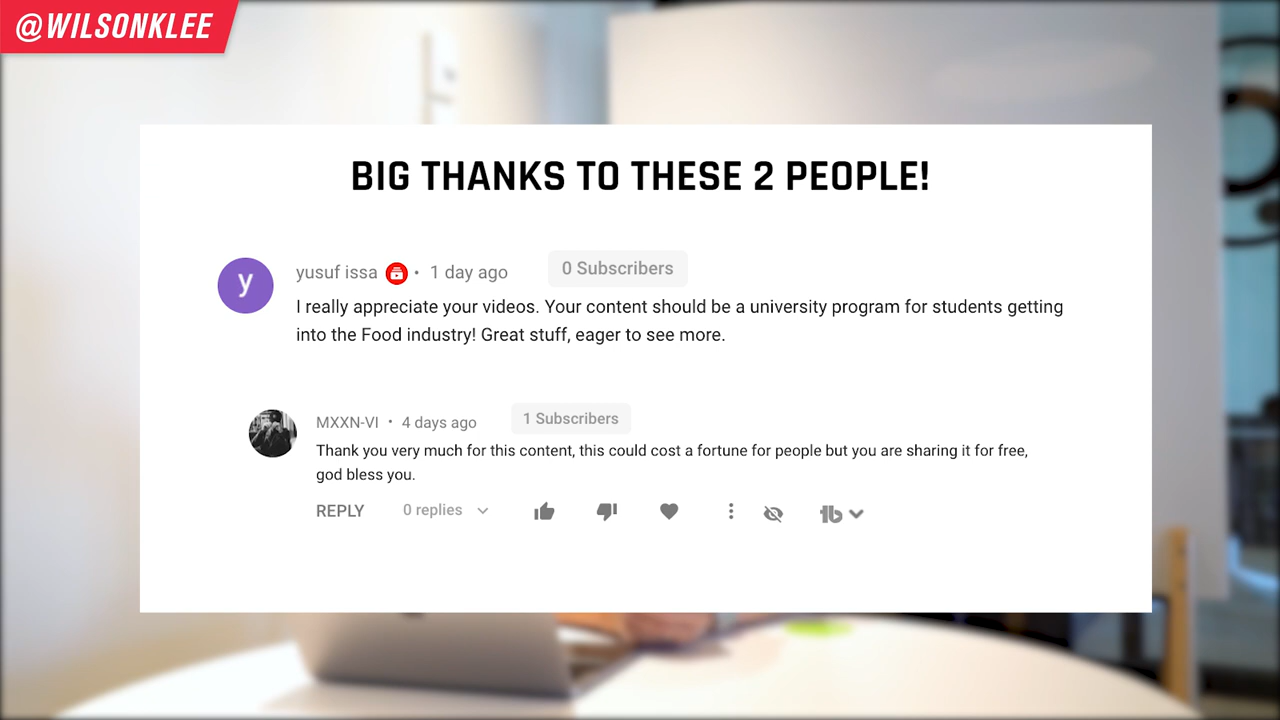 @WILSONKLEE
BIG THANKS TO THESE 2 PEOPLE!
y
yusuf issa • 1 day ago 0 Subscribers
I really appreciate your videos. Your content should be a university program for students getting
into the Food industry! Great stuff, eager to see more.
MXXN-VI • 4 days ago 1 Subscribers
Thank you very much for this content, this could cost a fortune for people but you are sharing it for free,
god bless you.
REPLY 0 replies